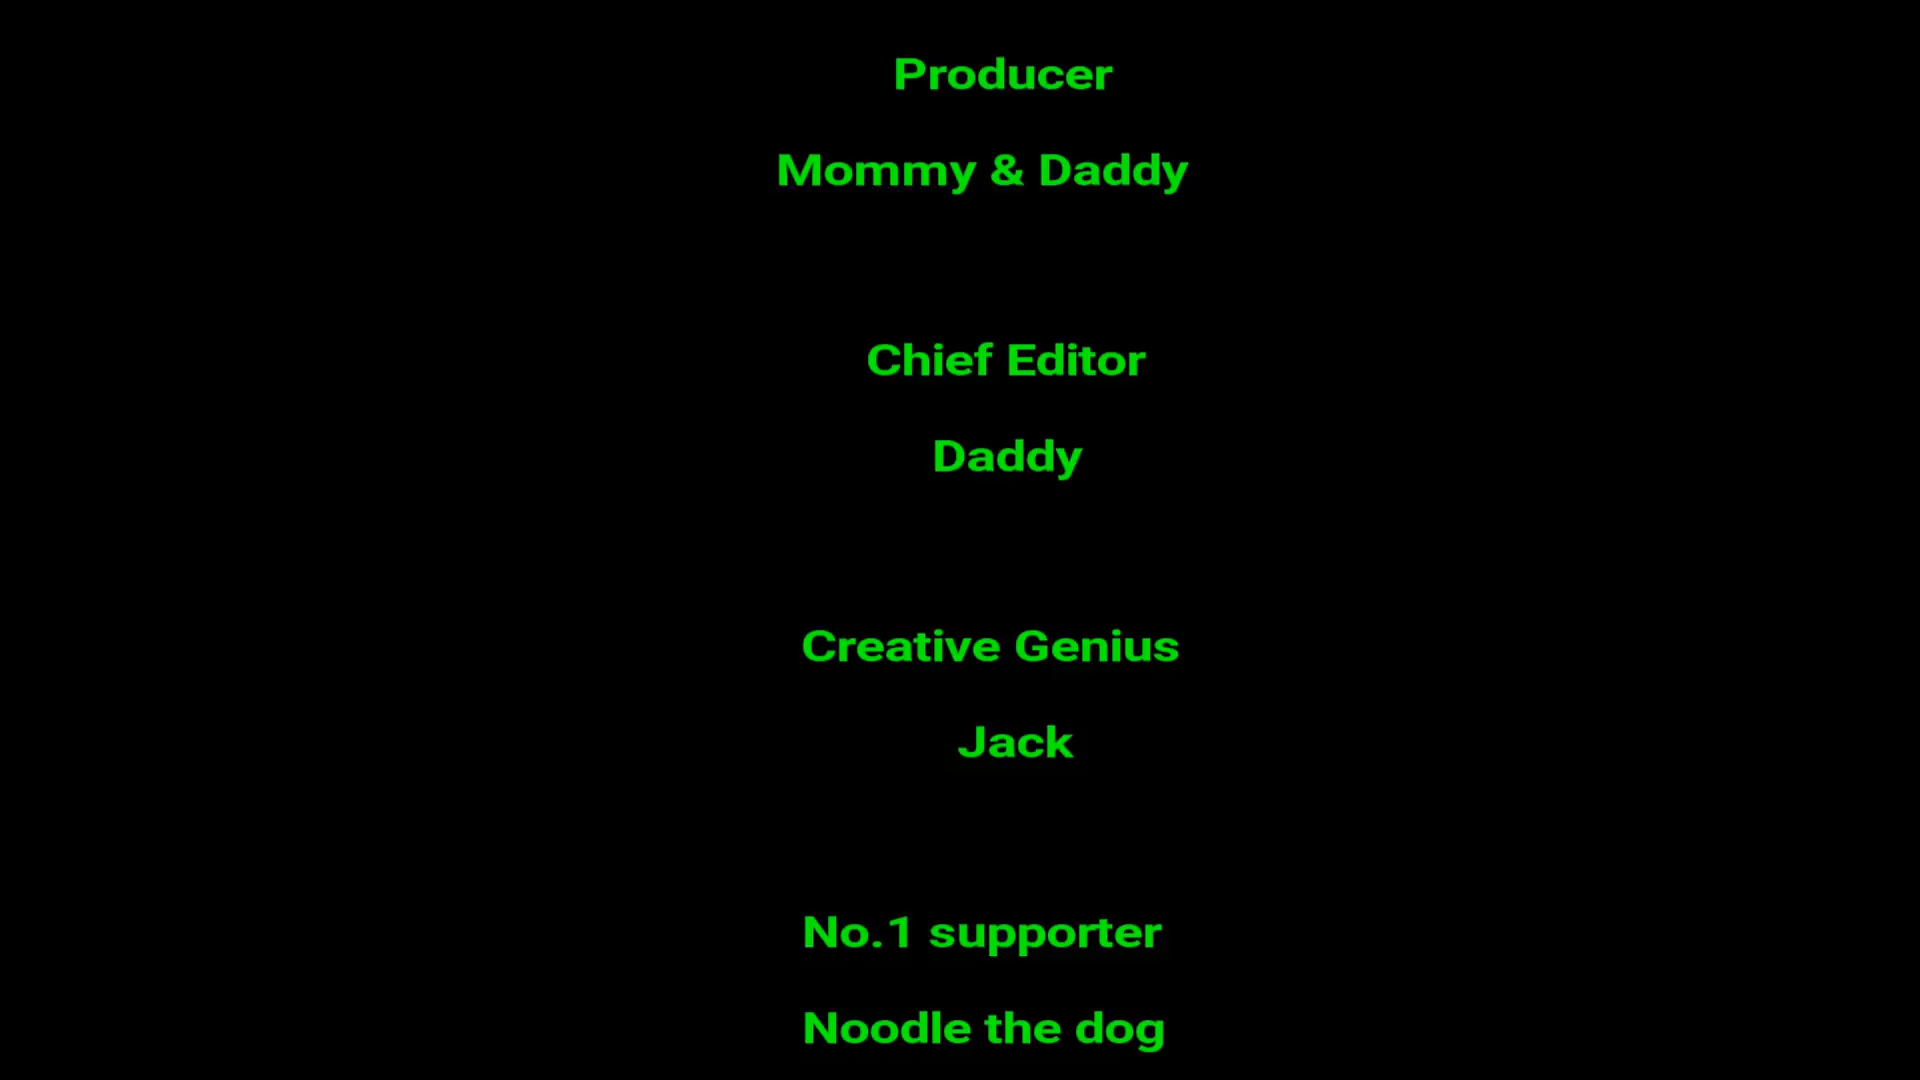 Producer
Mommy & Daddy
Chief Editor
Daddy
Creative Genius
Jack
No.1 supporter
Noodle the dog